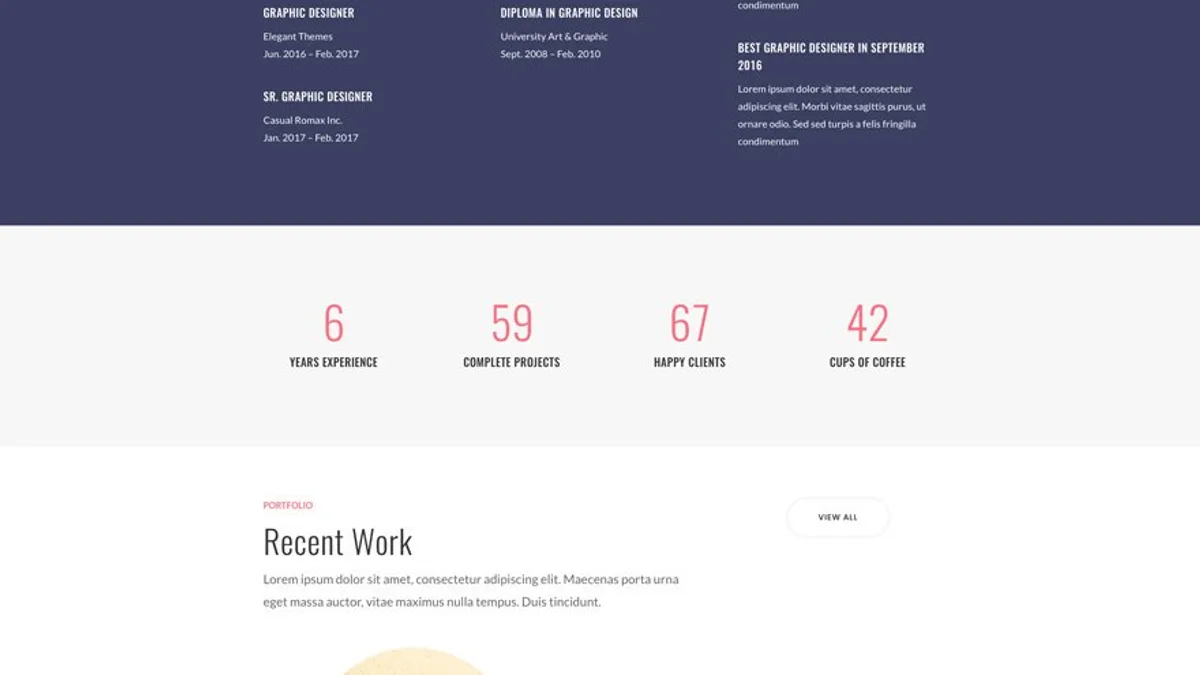 GRAPHIC DESIGNER
Elegant Themes
Jun. 2016 – Feb. 2017
SR. GRAPHIC DESIGNER
Casual Romax Inc.
Jan. 2017 – Feb. 2017
DIPLOMA IN GRAPHIC DESIGN
University Art & Graphic
Sept. 2008 – Feb. 2010
condimentum
BEST GRAPHIC DESIGNER IN SEPTEMBER
2016
Lorem ipsum dolor sit amet, consectetur
adipiscing elit. Morbi vitae sagittis purus, ut
ornare odio. Sed sed turpis a felis fringilla
condimentum
6
YEARS EXPERIENCE
59
COMPLETE PROJECTS
67
HAPPY CLIENTS
42
CUPS OF COFFEE
PORTFOLIO
Recent Work
Lorem ipsum dolor sit amet, consectetur adipiscing elit. Maecenas porta urna
eget massa auctor, vitae maximus nulla tempus. Duis tincidunt.
VIEW ALL